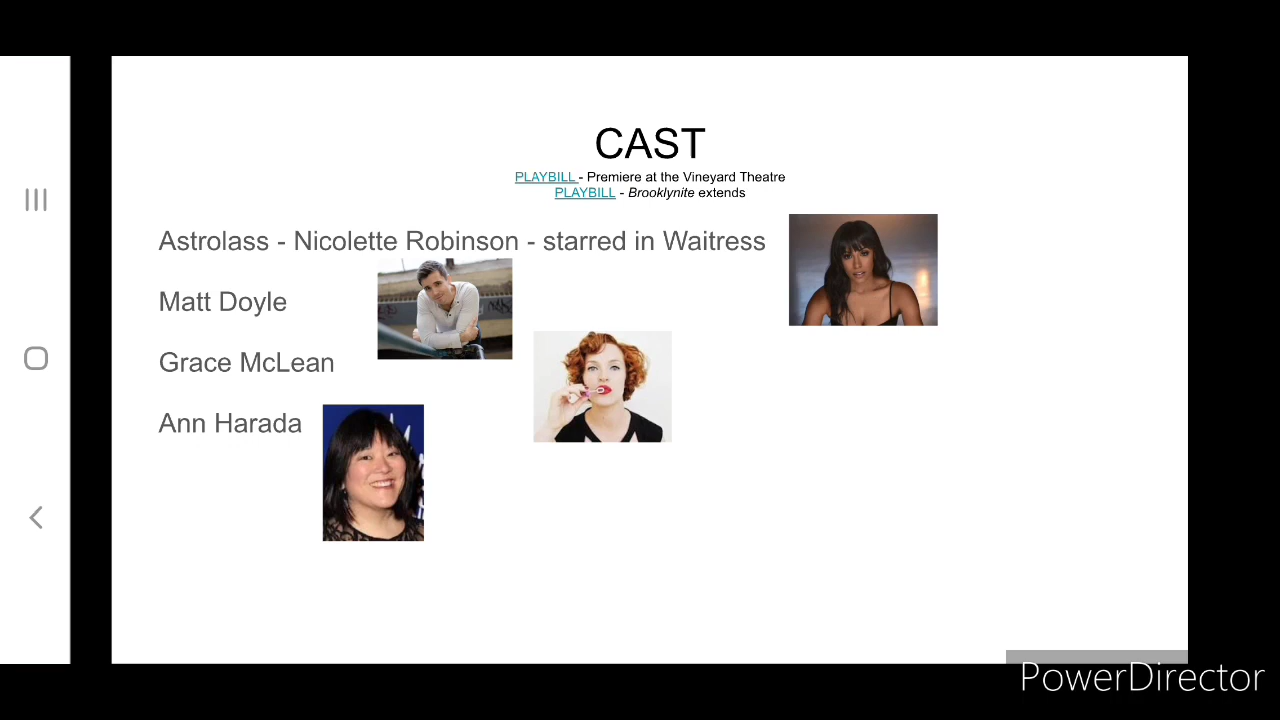 CAST
PLAYBILL - Premiere at the Vineyard Theatre
PLAYBILL - Brooklynite extends
Astrolass - Nicolette Robinson - starred in Waitress
Matt Doyle
Grace McLean
Ann Harada
PowerDirector